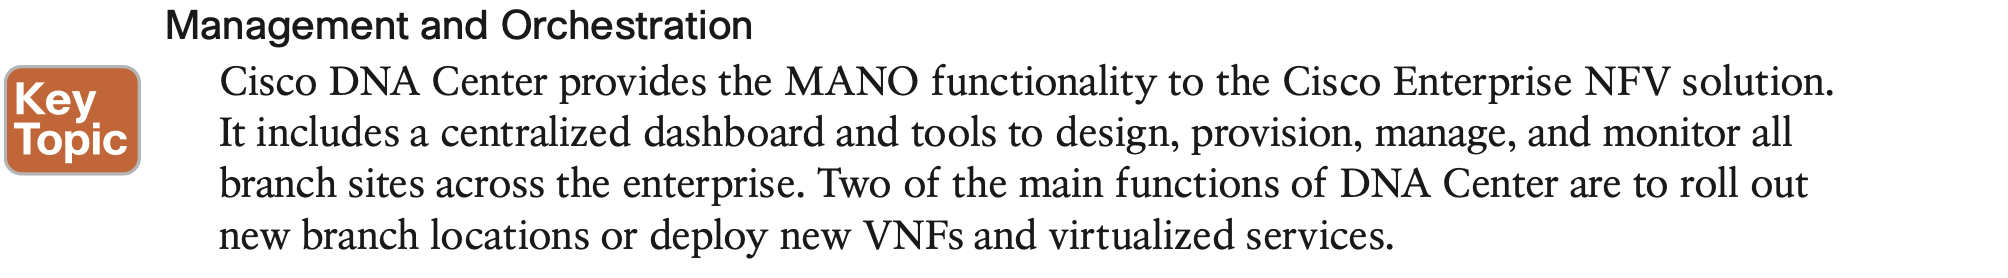 Management and Orchestration
Key
Topic
Cisco DNA Center provides the MANO functionality to the Cisco Enterprise NFV solution.
It includes a centralized dashboard and tools to design, provision, manage, and monitor all
branch sites across the enterprise. Two of the main functions of DNA Center are to roll out
new branch locations or deploy new VNFs and virtualized services.